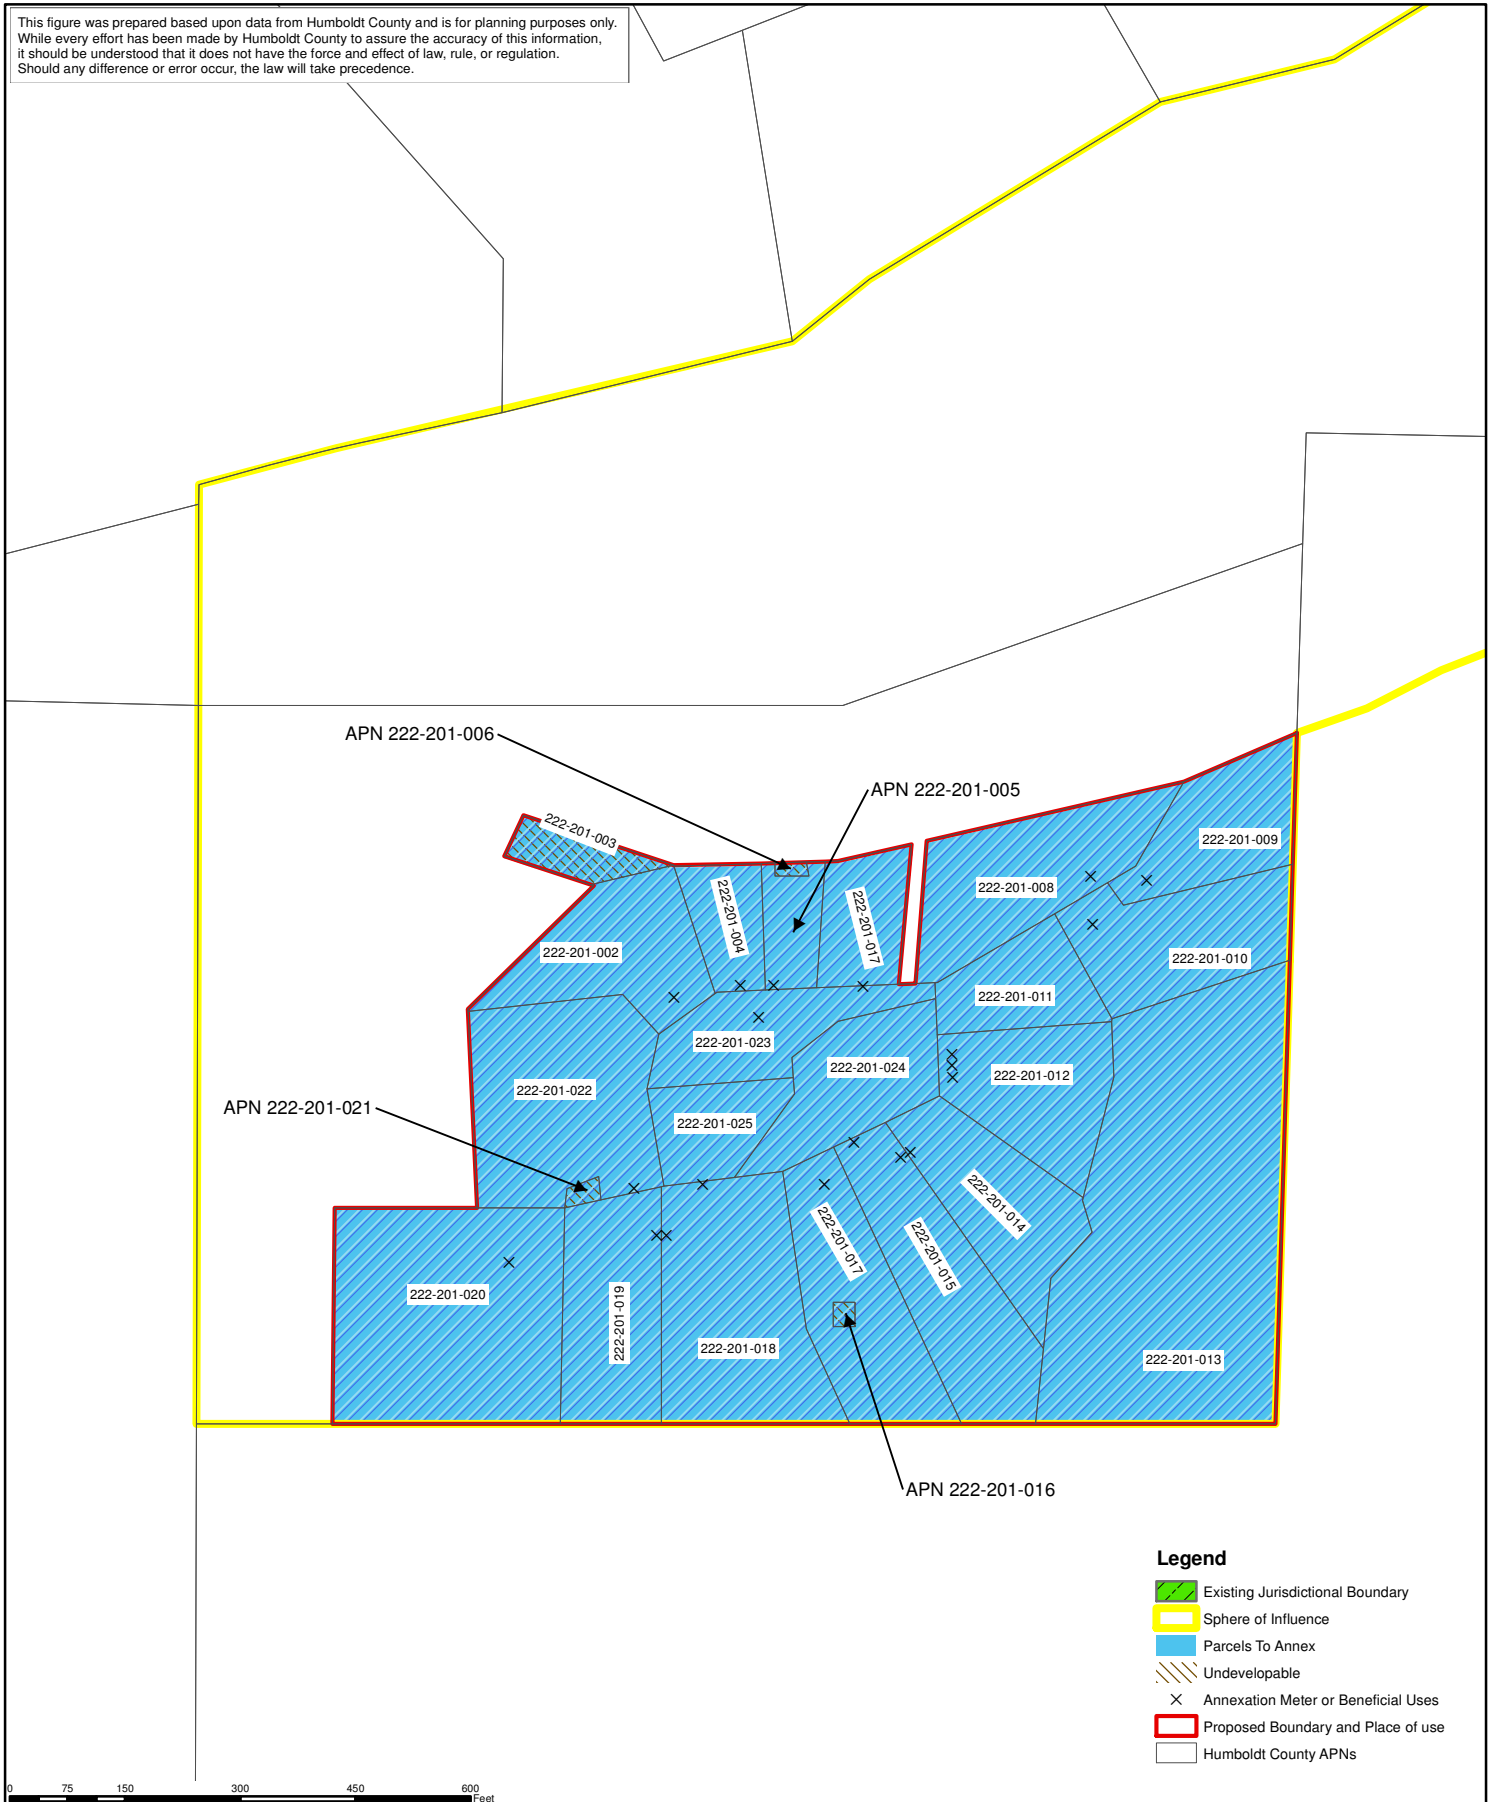 This figure was prepared based upon data from Humboldt County and is for planning purposes only.
While every effort has been made by Humboldt County to assure the accuracy of this information,
it should be understood that it does not have the force and effect of law, rule, or regulation.
Should any difference or error occur, the law will take precedence.
APN 222-201-006
APN 222-201-005
222-201-003
222-201-009
222-201-008
222-201-004
222-201-017
222-201-002
222-201-010
222-201-011
222-201-023
222-201-024
222-201-012
222-201-022
APN 222-201-021
222-201-025
222-201-014
222-201-017
222-201-015
222-201-020
222-201-019
222-201-018
222-201-013
APN 222-201-016
Legend
Existing Jurisdictional Boundary
Sphere of Influence
Parcels To Annex
Undevelopable
Annexation Meter or Beneficial Uses
Proposed Boundary and Place of use
Humboldt County APNs
0 75 150 300 450 600
Feet